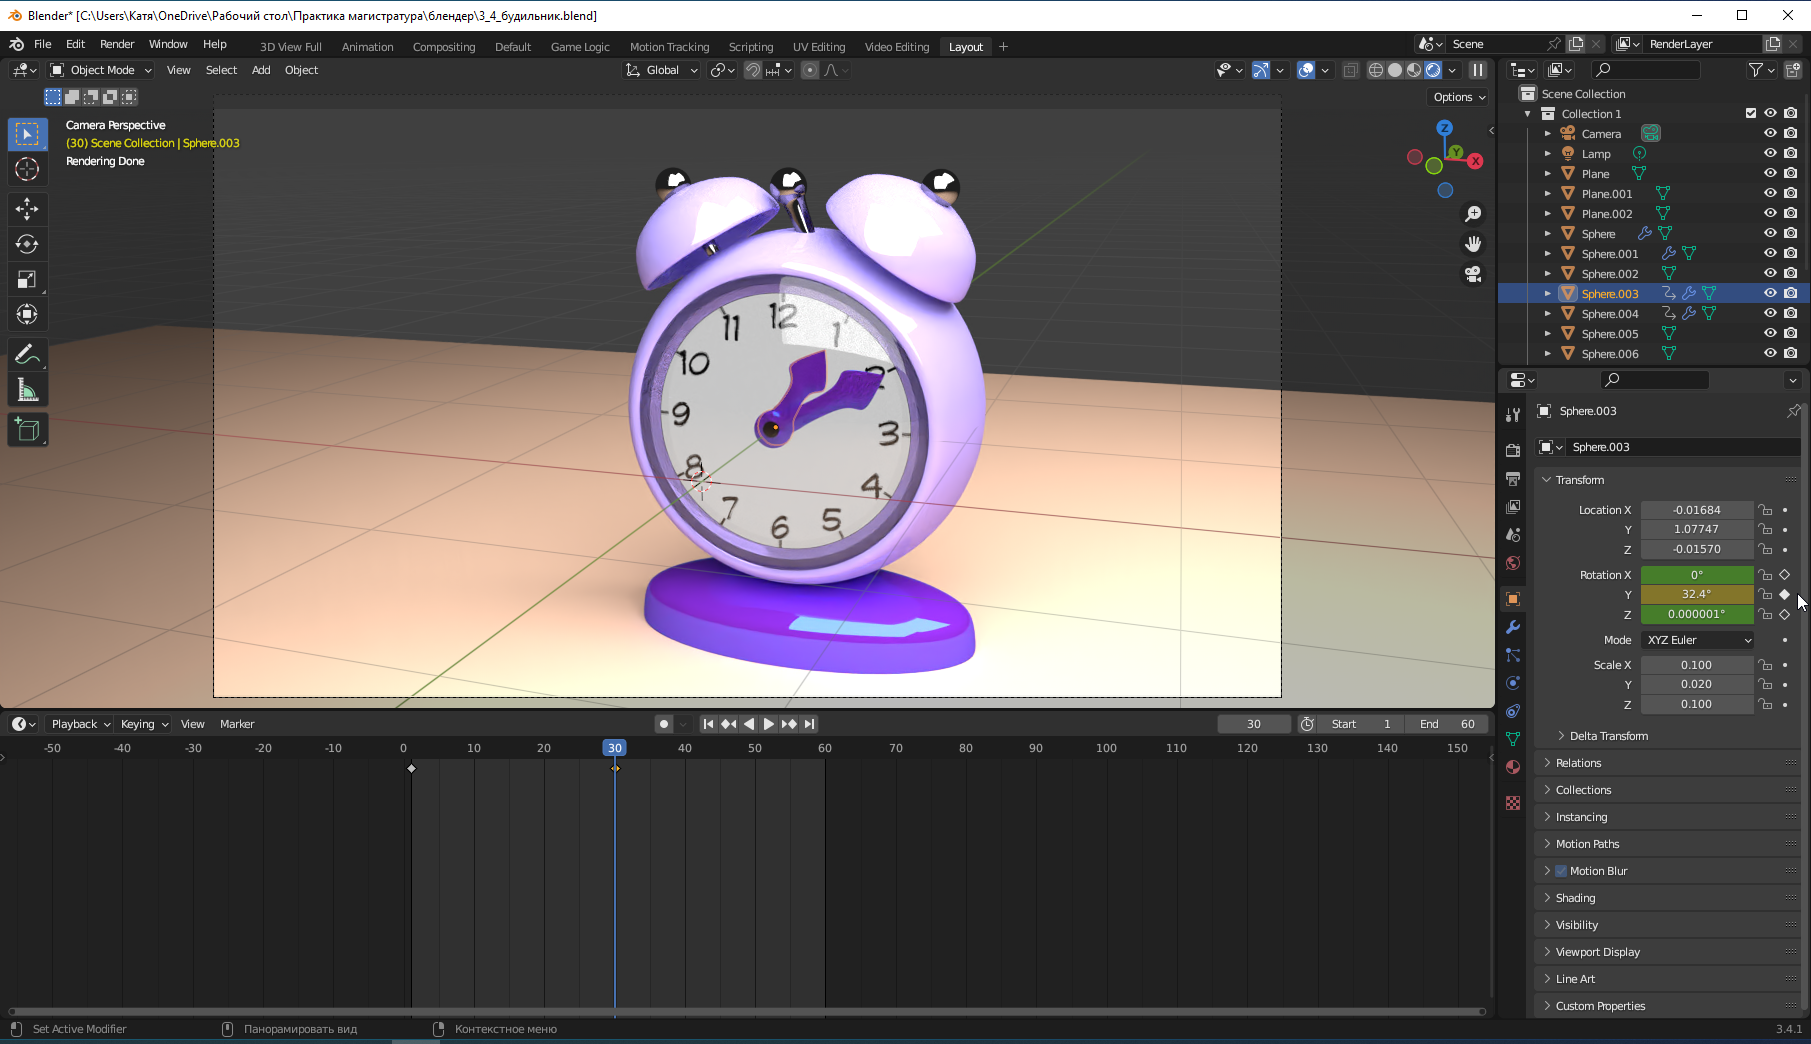 Blender* [C:\Users\Катя\OneDrive\Рабочий стол\Практика магистратура\блендер\3_4_будильник.blend]
File Edit Render Window Help 3D View Full Animation Compositing Default Game Logic Motion Tracking Scripting UV Editing Video Editing Layout + Scene RenderLayer
Object Mode View Select Add Object Global
Options
Camera Perspective
(30) Scene Collection | Sphere.003
Rendering Done
Z
Y
X
12
1
2
3
4
5
6
7
8
9
10
11
Scene Collection
Collection 1
Camera
Lamp
Plane
Plane.001
Plane.002
Sphere
Sphere.001
Sphere.002
Sphere.003
Sphere.004
Sphere.005
Sphere.006
Sphere.003
Sphere.003
Transform
Location X -0.01684
Y 1.07747
Z -0.01570
Rotation X 0°
Y 32.4°
Z 0.000001°
Mode XYZ Euler
Scale X 0.100
Y 0.020
Z 0.100
Delta Transform
Relations
Collections
Instancing
Motion Paths
Motion Blur
Shading
Visibility
Viewport Display
Line Art
Custom Properties
Playback Keying View Marker 30 Start 1 End 60
-50 -40 -30 -20 -10 0 10 20 30 40 50 60 70 80 90 100 110 120 130 140 150
Set Active Modifier Панорамировать вид Контекстное меню 3.4.1